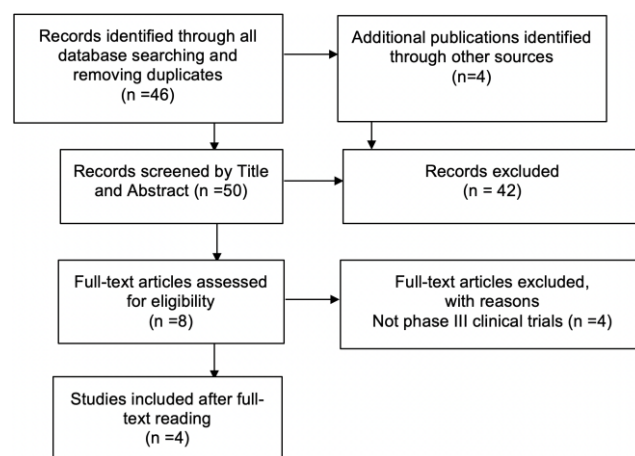 Records identified through all
database searching and
removing duplicates
(n =46)
Additional publications identified
through other sources
(n=4)
Records screened by Title
and Abstract (n =50)
Records excluded
(n = 42)
Full-text articles assessed
for eligibility
(n =8)
Full-text articles excluded,
with reasons
Not phase III clinical trials (n =4)
Studies included after full-
text reading
(n =4)